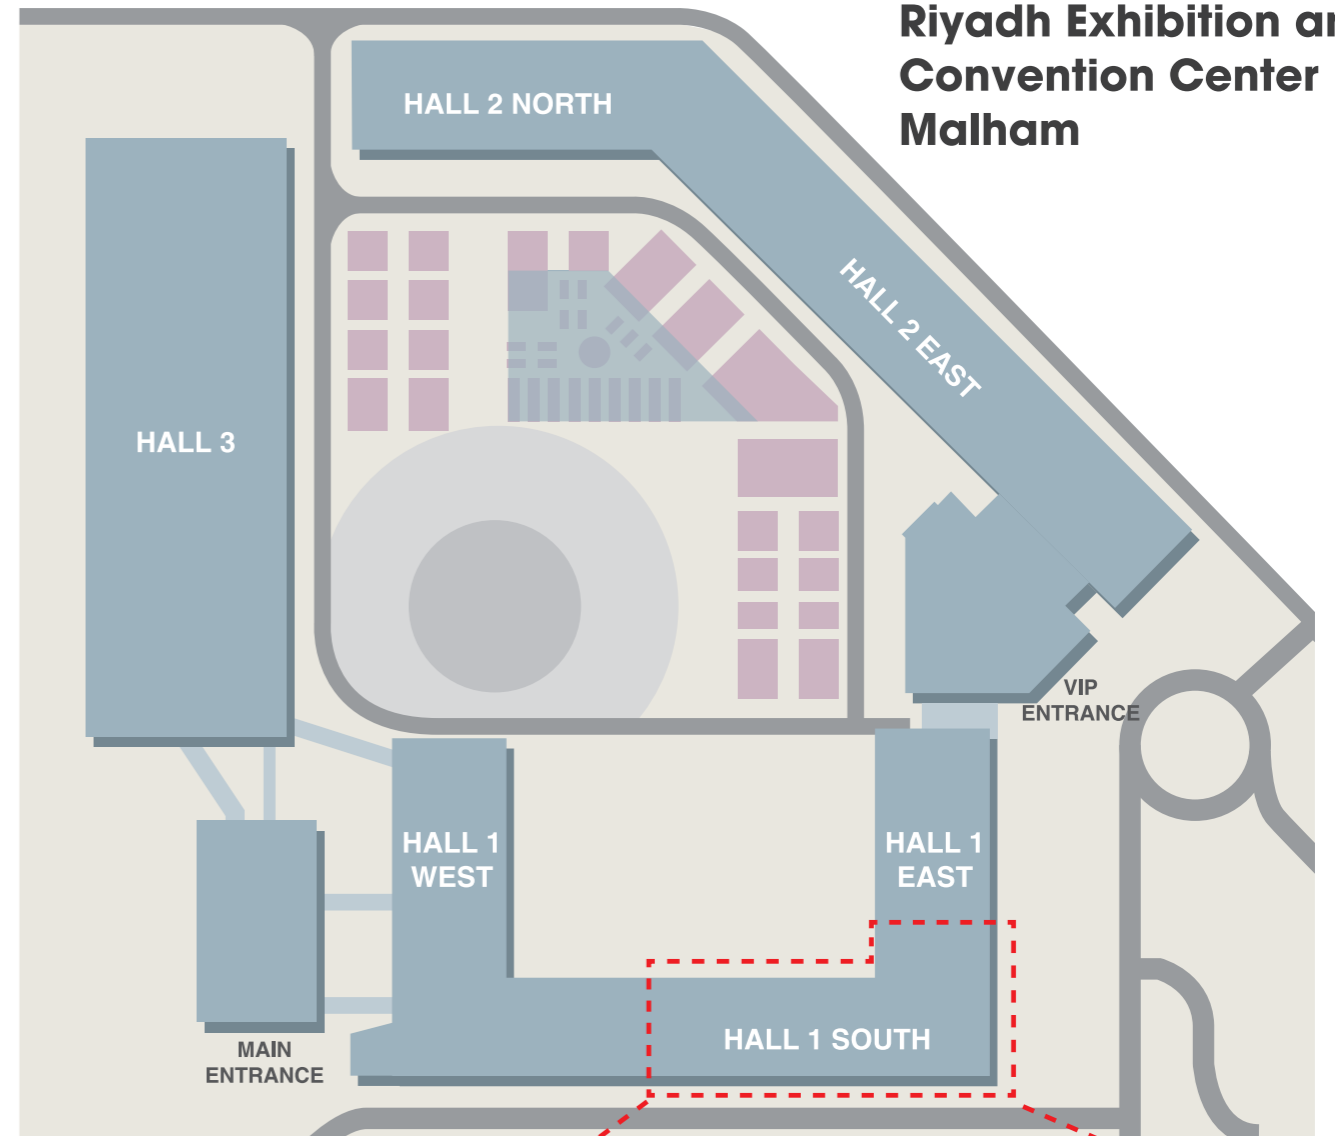 Riyadh Exhibition
Convention Center
Malham
HALL 2 NORTH
HALL 2 EAST
HALL 3
VIP
ENTRANCE
HALL 1
WEST
HALL 1
EAST
HALL 1 SOUTH
MAIN
ENTRANCE